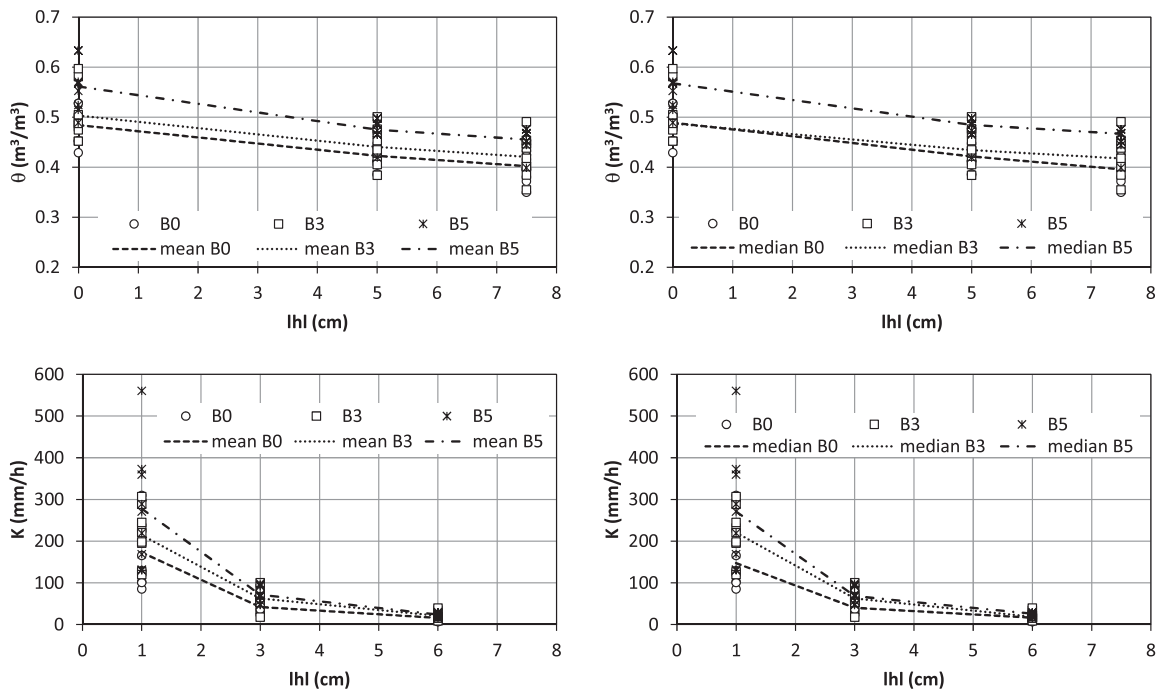 0.7
0.6
0.5
0.4
0.3
0.2
θ (m³/m³)
B0 B3 B5
mean B0 mean B3 mean B5
0 1 2 3 4 5 6 7 8
lhl (cm)
0.7
0.6
0.5
0.4
0.3
0.2
θ (m³/m³)
B0 B3 B5
median B0 median B3 median B5
0 1 2 3 4 5 6 7 8
lhl (cm)
600
500
400
300
200
100
0
K (mm/h)
B0 B3 B5
mean B0 mean B3 mean B5
0 1 2 3 4 5 6 7 8
lhl (cm)
600
500
400
300
200
100
0
K (mm/h)
B0 B3 B5
median B0 median B3 median B5
0 1 2 3 4 5 6 7 8
lhl (cm)